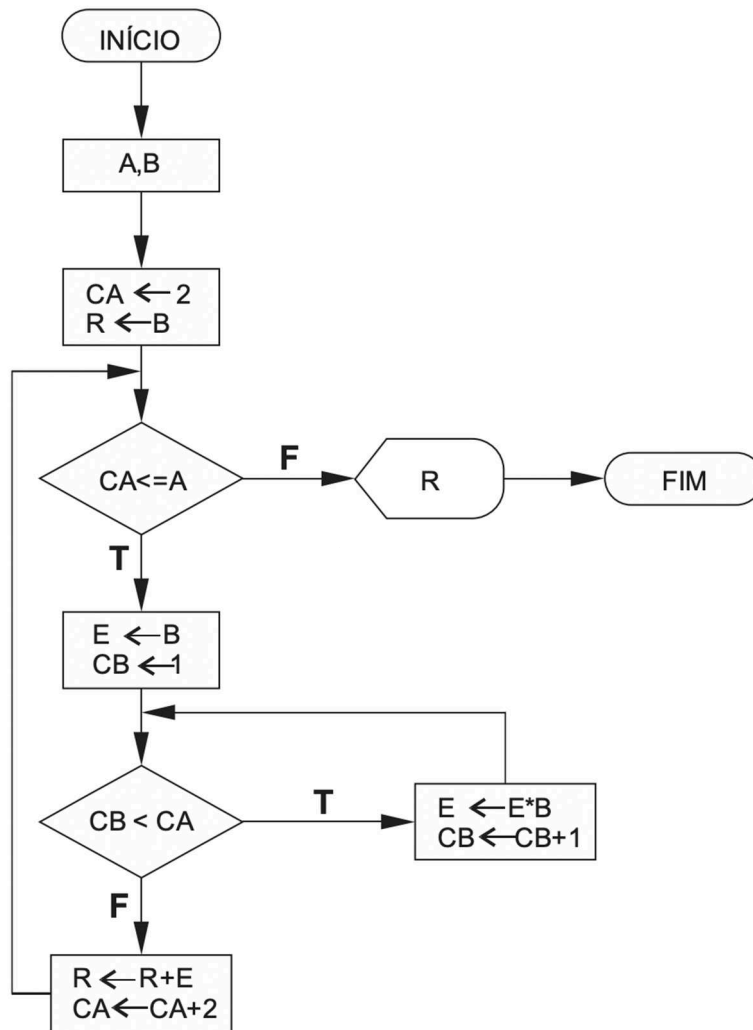 INÍCIO
A,B
CA ← 2
R ← B
CA<=A
F
R
FIM
T
E ← B
CB ← 1
CB < CA
T
E ← E*B
CB ← CB+1
F
R ← R+E
CA ← CA+2